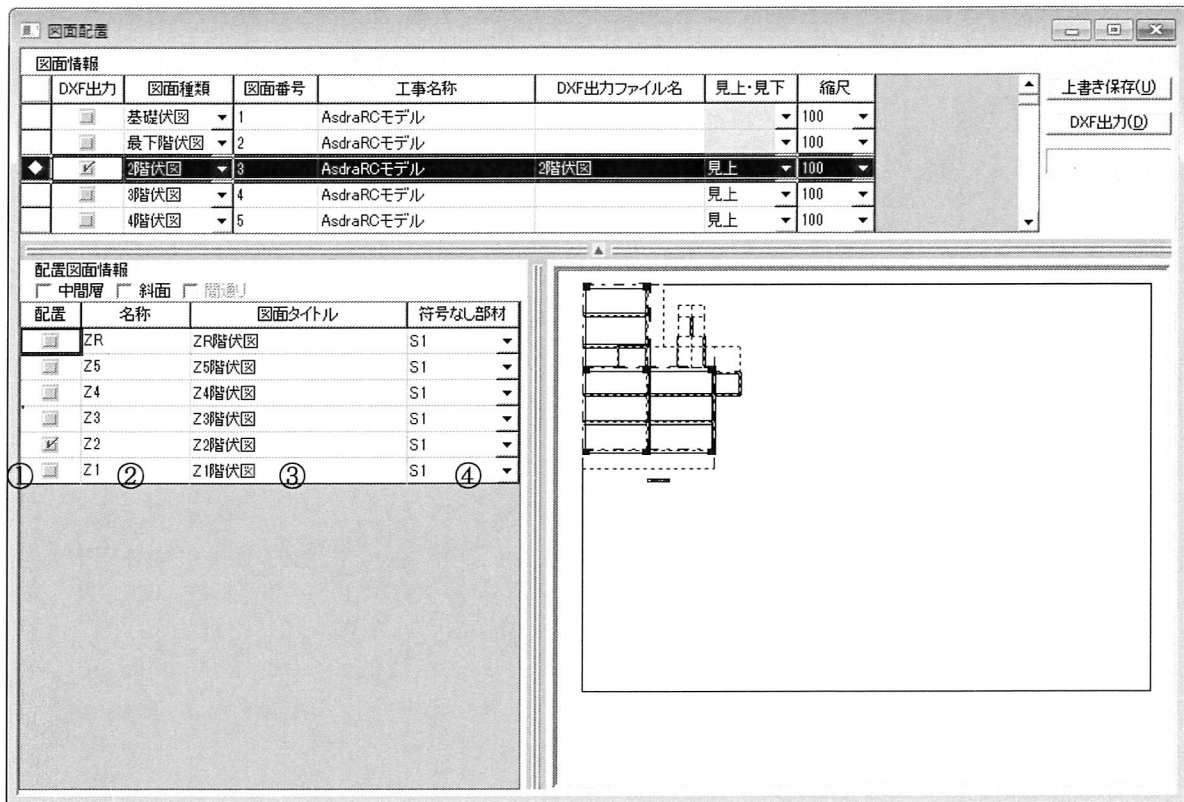 図面配置
図面情報
DXF出力 図面種類 図面番号 工事名称 DXF出力ファイル名 見上・見下 縮尺
上書き保存(U)
基礎伏図 1 AsdraRCモデル 100
DXF出力(D)
最下階伏図 2 AsdraRCモデル 100
2階伏図 3 AsdraRCモデル 2階伏図 見上 100
3階伏図 4 AsdraRCモデル 見上 100
4階伏図 5 AsdraRCモデル 見上 100
配置図面情報
中間層 斜面 間通り
配置 名称 図面タイトル 符号なし部材
ZR ZR階伏図 S1
Z5 Z5階伏図 S1
Z4 Z4階伏図 S1
Z3 Z3階伏図 S1
Z2 Z2階伏図 S1
① Z1 ② Z1階伏図 ③ S1 ④